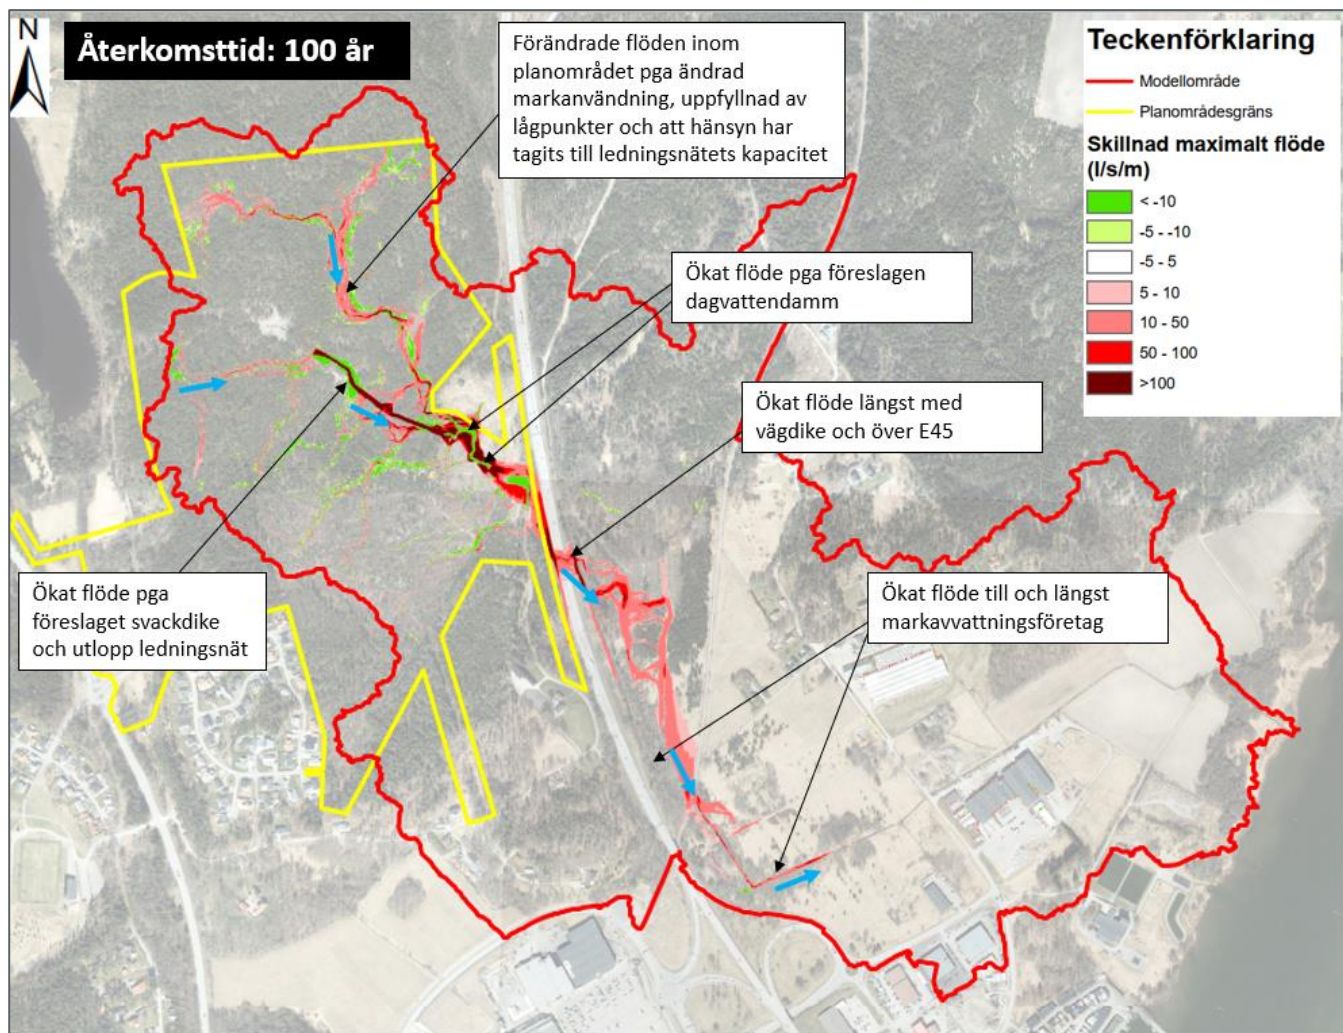 N
Återkomsttid: 100 år
Förändrade flöden inom
planområdet pga ändrad
markanvändning, uppfyllnad av
lågpunkter och att hänsyn har
tagits till ledningsnätets kapacitet
Teckenförklaring
Modellområde
Planområdesgräns
Skillnad maximalt flöde
(l/s/m)
< -10
-5 - -10
-5 - 5
5 - 10
10 - 50
50 - 100
>100
Ökat flöde pga föreslagen
dagvattendamm
Ökat flöde längst med
vägdike och över E45
Ökat flöde pga
föreslaget svackdike
och utlopp ledningsnät
Ökat flöde till och längst
markavvattningsföretag